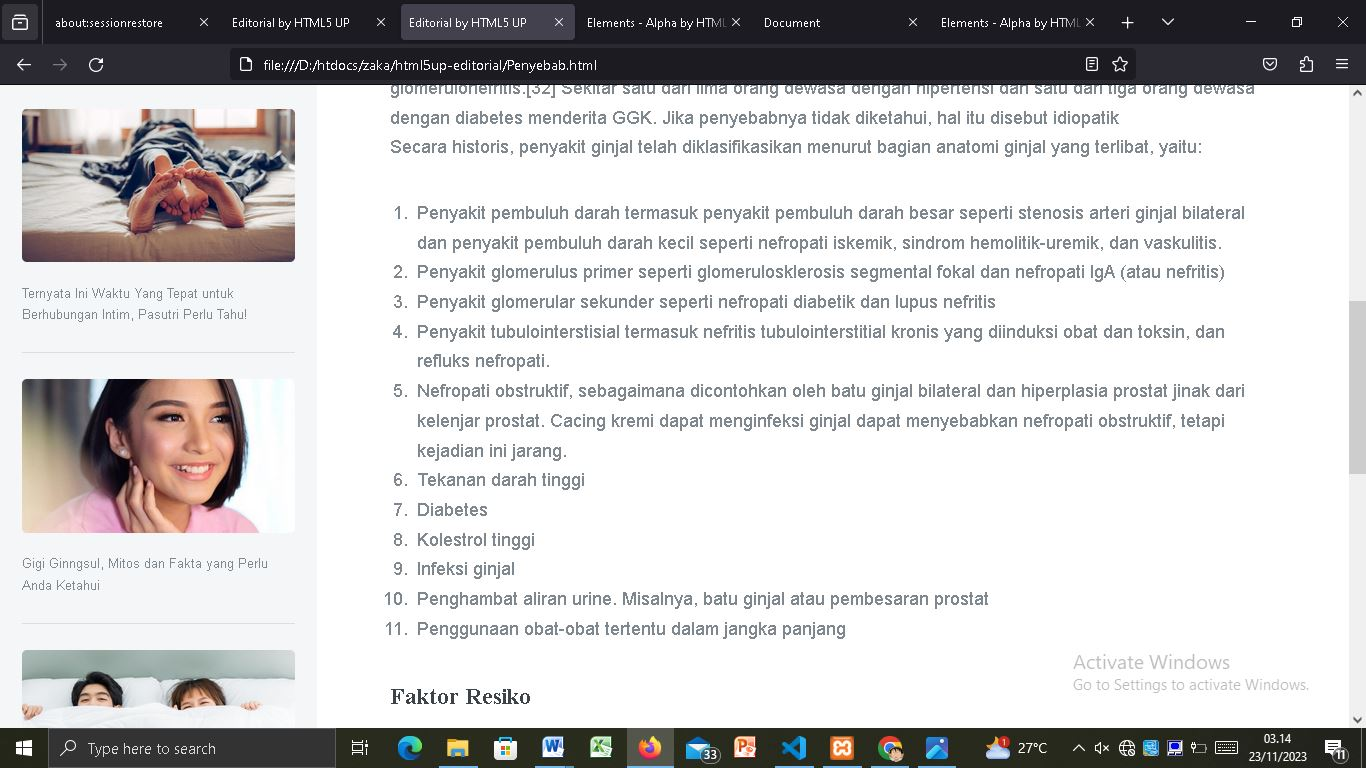 about:sessionrestore
Editorial by HTML5 UP
Editorial by HTML5 UP
Elements - Alpha by HTML
Document
Elements - Alpha by HTML
file:///D:/htdocs/zaka/html5up-editorial/Penyebab.html
Ternyata Ini Waktu Yang Tepat untuk
Berhubungan Intim, Pasutri Perlu Tahu!
Gigi Ginngsul, Mitos dan Fakta yang Perlu
Anda Ketahui
glomerulonefritis.[32] Sekitar satu dari lima orang dewasa dengan hipertensi dan satu dari tiga orang dewasa
dengan diabetes menderita GGK. Jika penyebabnya tidak diketahui, hal itu disebut idiopatik
Secara historis, penyakit ginjal telah diklasifikasikan menurut bagian anatomi ginjal yang terlibat, yaitu:
1. Penyakit pembuluh darah termasuk penyakit pembuluh darah besar seperti stenosis arteri ginjal bilateral
dan penyakit pembuluh darah kecil seperti nefropati iskemik, sindrom hemolitik-uremik, dan vaskulitis.
2. Penyakit glomerulus primer seperti glomerulosklerosis segmental fokal dan nefropati IgA (atau nefritis)
3. Penyakit glomerular sekunder seperti nefropati diabetik dan lupus nefritis
4. Penyakit tubulointerstisial termasuk nefritis tubulointerstitial kronis yang diinduksi obat dan toksin, dan
refluks nefropati.
5. Nefropati obstruktif, sebagaimana dicontohkan oleh batu ginjal bilateral dan hiperplasia prostat jinak dari
kelenjar prostat. Cacing kremi dapat menginfeksi ginjal dapat menyebabkan nefropati obstruktif, tetapi
kejadian ini jarang.
6. Tekanan darah tinggi
7. Diabetes
8. Kolestrol tinggi
9. Infeksi ginjal
10. Penghambat aliran urine. Misalnya, batu ginjal atau pembesaran prostat
11. Penggunaan obat-obat tertentu dalam jangka panjang
Faktor Resiko
Activate Windows
Go to Settings to activate Windows.
Type here to search
33
1
27°C
03.14
23/11/2023
11